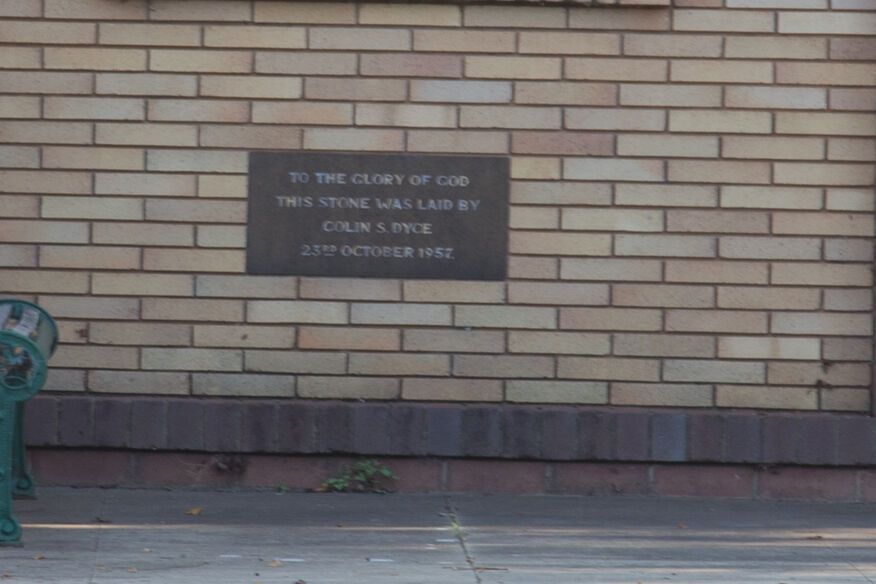 TO THE GLORY OF GOD
THIS STONE WAS LAID BY
COLIN S. DYCE
23RD OCTOBER 1957.